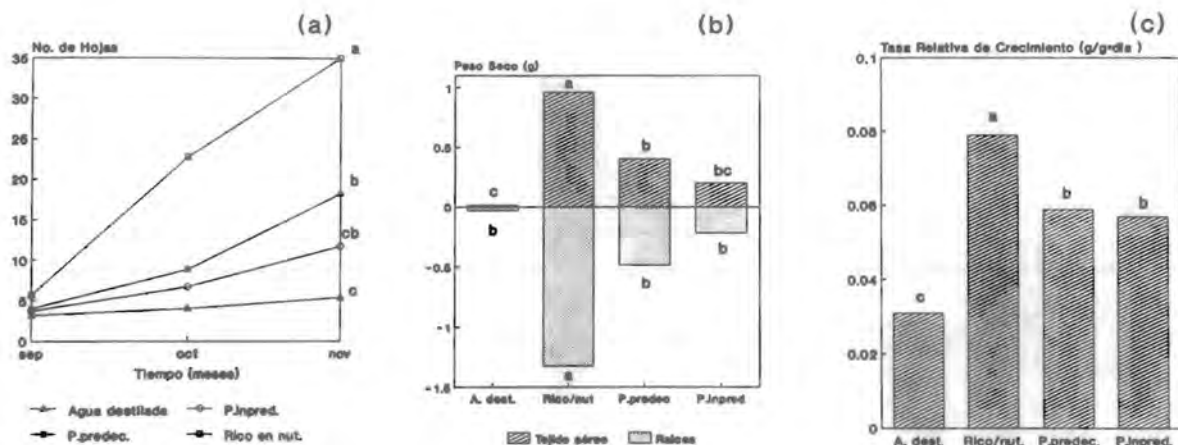 (a)
No. de Hojas
35
30
25
20
15
10
5
0
a
b
cb
c
sep oct nov
Tiempo (meses)
Agua destilada P.inpred.
P.predec. Rico en nut.
(b)
Peso Seco (g)
1
0.5
0
-0.5
-1
-1.5
c a b bc
b a b b
A. dest. Rico/nut P.predec P.inpred
Tejido aéreo Raices
(c)
Tasa Relativa de Crecimiento (g/g*dia )
0.1
0.08
0.06
0.04
0.02
0
c a b b
A. dest. Rico/nut. P.predec. P.inpred.